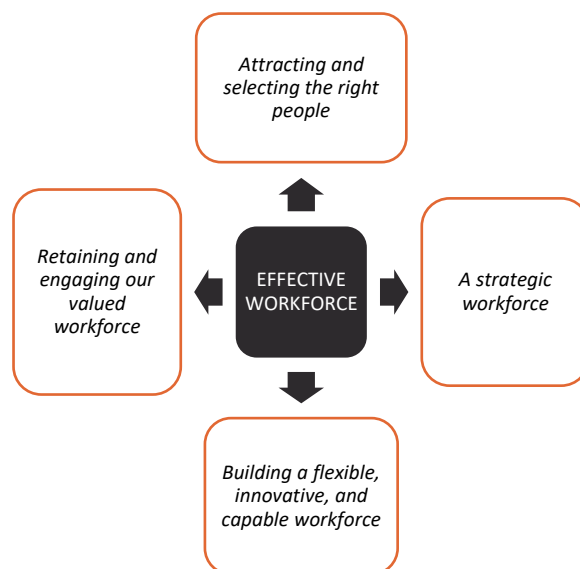 Attracting and
selecting the right
people
Retaining and
engaging our
valued
workforce
EFFECTIVE
WORKFORCE
A strategic
workforce
Building a flexible,
innovative, and
capable workforce